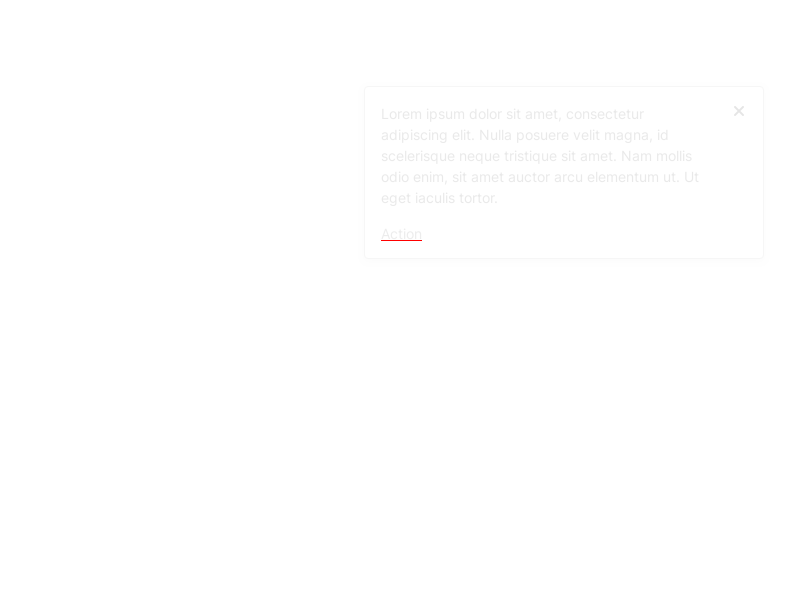 Lorem ipsum dolor sit amet, consectetur
adipiscing elit. Nulla posuere velit magna, id
scelerisque neque tristique sit amet. Nam mollis
odio enim, sit amet auctor arcu elementum ut. Ut
eget iaculis tortor.
Action